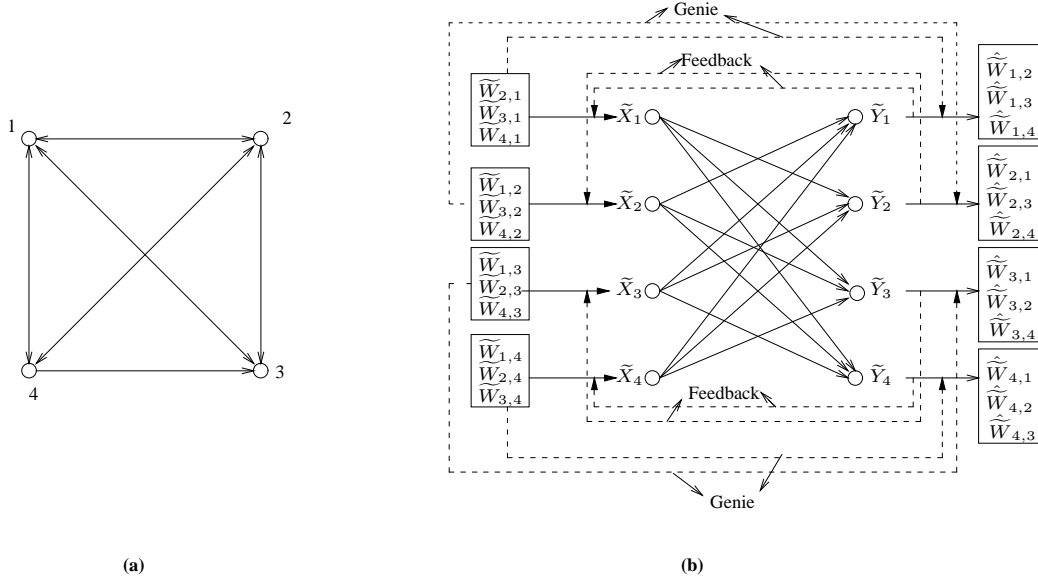 1
2
4
3
(a)
Genie
Feedback
W̃2,1
W̃3,1
W̃4,1
W̃1,2
W̃3,2
W̃4,2
W̃1,3
W̃2,3
W̃4,3
W̃1,4
W̃2,4
W̃3,4
X̃1
X̃2
X̃3
X̃4
Ỹ1
Ỹ2
Ỹ3
Ỹ4
W̃̂1,2
W̃̂1,3
W̃̂1,4
W̃̂2,1
W̃̂2,3
W̃̂2,4
W̃̂3,1
W̃̂3,2
W̃̂3,4
W̃̂4,1
W̃̂4,2
W̃̂4,3
Feedback
Genie
(b)